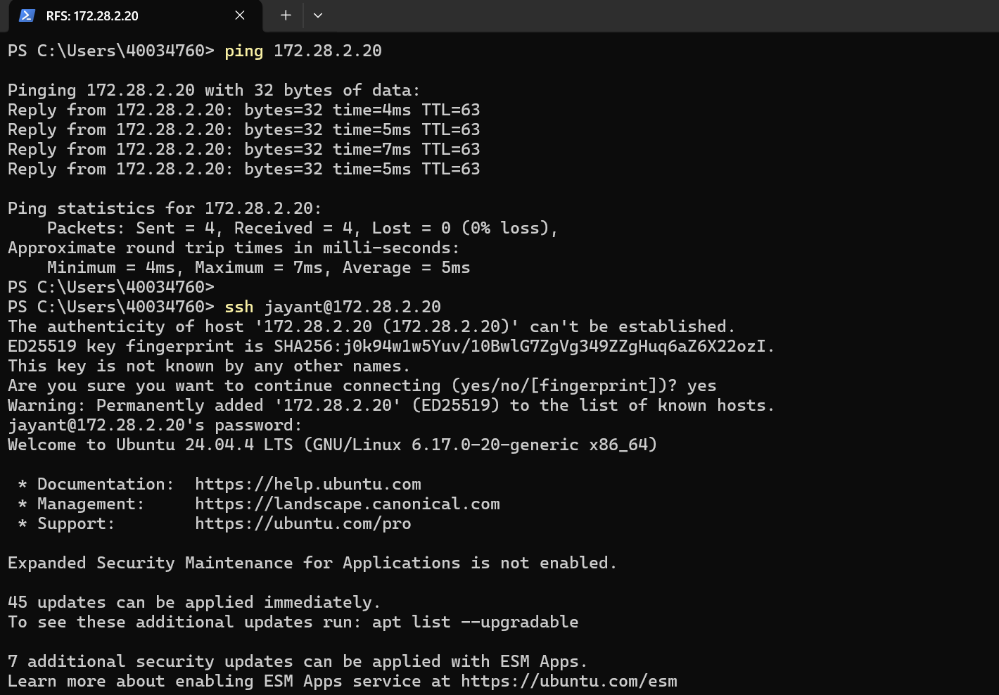 RFS: 172.28.2.20
PS C:\Users\40034760> ping 172.28.2.20
Pinging 172.28.2.20 with 32 bytes of data:
Reply from 172.28.2.20: bytes=32 time=4ms TTL=63
Reply from 172.28.2.20: bytes=32 time=5ms TTL=63
Reply from 172.28.2.20: bytes=32 time=7ms TTL=63
Reply from 172.28.2.20: bytes=32 time=5ms TTL=63
Ping statistics for 172.28.2.20:
    Packets: Sent = 4, Received = 4, Lost = 0 (0% loss),
Approximate round trip times in milli-seconds:
    Minimum = 4ms, Maximum = 7ms, Average = 5ms
PS C:\Users\40034760>
PS C:\Users\40034760> ssh jayant@172.28.2.20
The authenticity of host '172.28.2.20 (172.28.2.20)' can't be established.
ED25519 key fingerprint is SHA256:j0k94w1w5Yuv/10BwlG7ZgVg349ZZgHuq6aZ6X22ozI.
This key is not known by any other names.
Are you sure you want to continue connecting (yes/no/[fingerprint])? yes
Warning: Permanently added '172.28.2.20' (ED25519) to the list of known hosts.
jayant@172.28.2.20's password:
Welcome to Ubuntu 24.04.4 LTS (GNU/Linux 6.17.0-20-generic x86_64)
 * Documentation:  https://help.ubuntu.com
 * Management:     https://landscape.canonical.com
 * Support:        https://ubuntu.com/pro
Expanded Security Maintenance for Applications is not enabled.
45 updates can be applied immediately.
To see these additional updates run: apt list --upgradable
7 additional security updates can be applied with ESM Apps.
Learn more about enabling ESM Apps service at https://ubuntu.com/esm